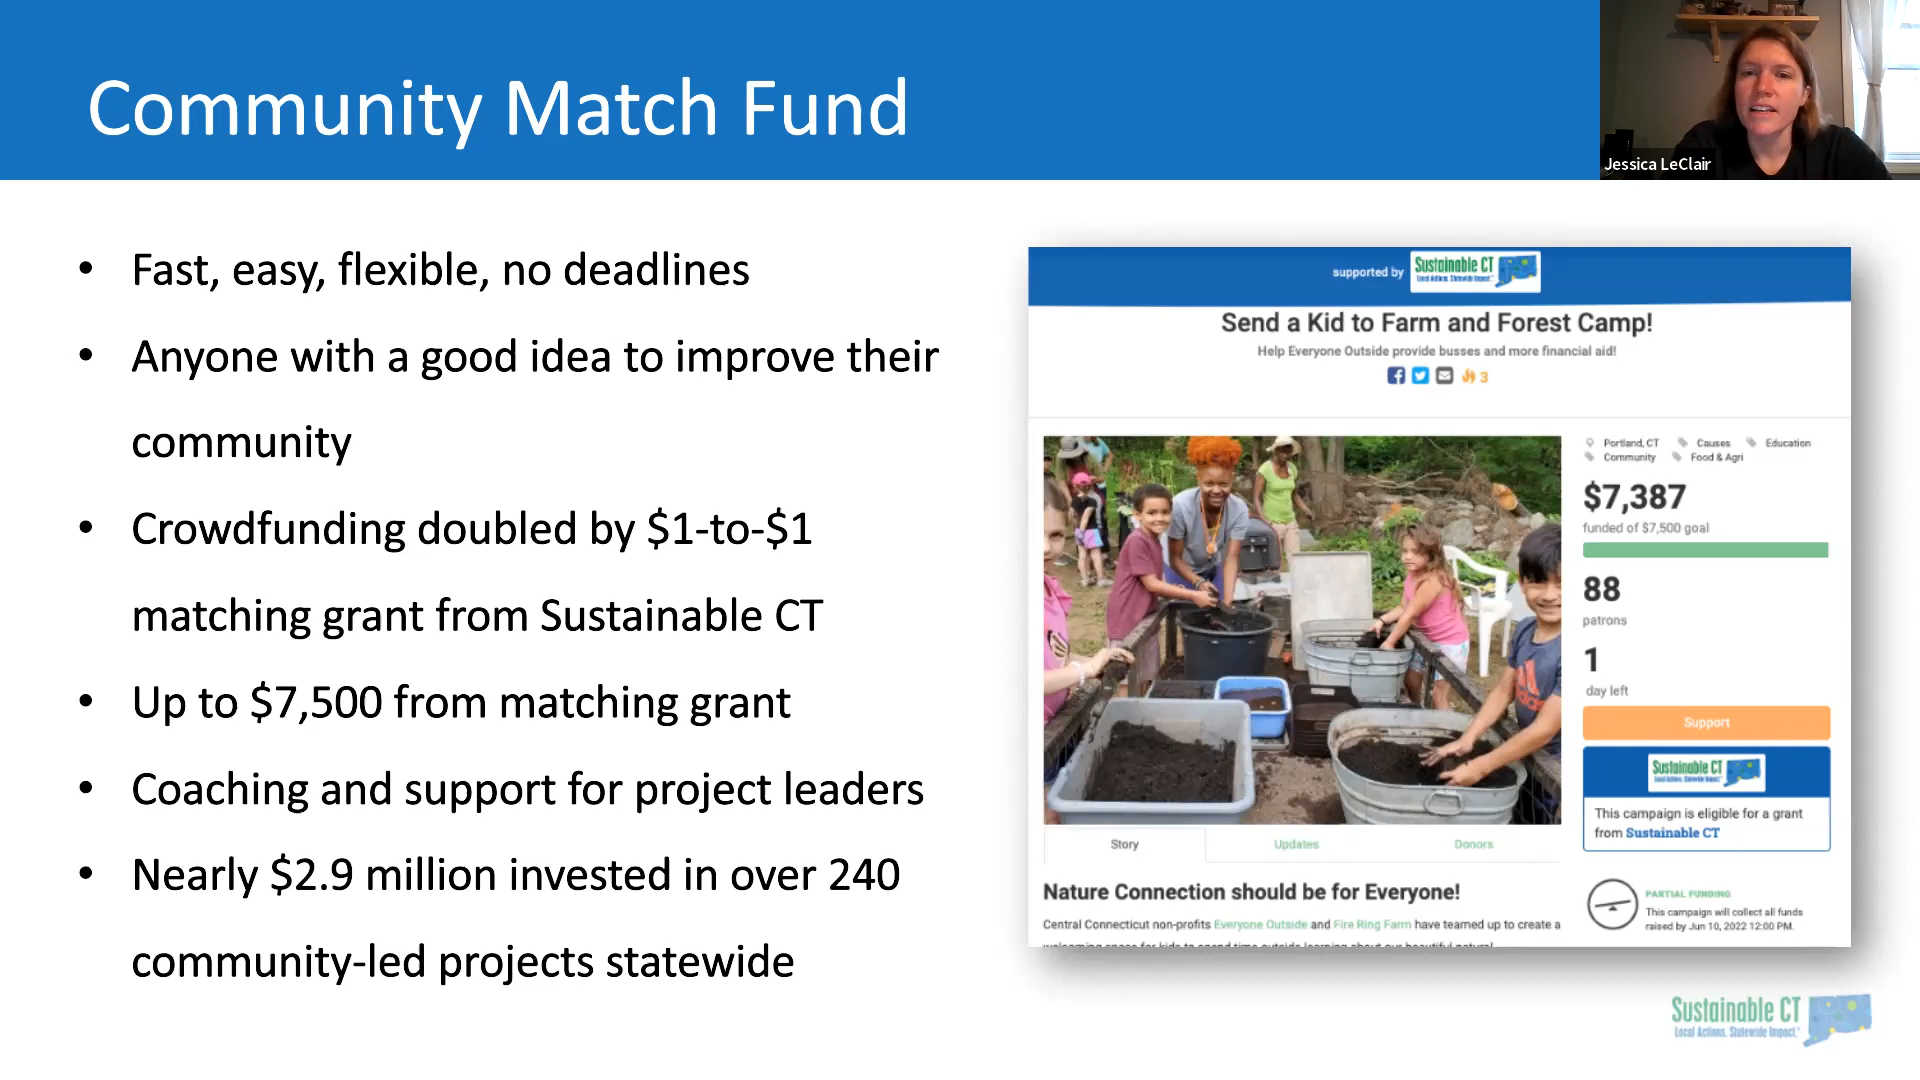 Community Match Fund
Jessica LeClair
• Fast, easy, flexible, no deadlines
• Anyone with a good idea to improve their
community
• Crowdfunding doubled by $1-to-$1
matching grant from Sustainable CT
• Up to $7,500 from matching grant
• Coaching and support for project leaders
• Nearly $2.9 million invested in over 240
community-led projects statewide
supported by
Sustainable CT
Local Actions. Statewide Impact.
Send a Kid to Farm and Forest Camp!
Help Everyone Outside provide busses and more financial aid!
3
Portland, CT Causes Education
Community Food & Agri
$7,387
funded of $7,500 goal
88
patrons
1
day left
Support
Sustainable CT
Local Actions. Statewide Impact.
This campaign is eligible for a grant
from Sustainable CT
Story Updates Donors
Nature Connection should be for Everyone!
Central Connecticut non-profits Everyone Outside and Fire Ring Farm have teamed up to create a
welcoming space for kids to spend time outside learning about our beautiful natural
PARTIAL FUNDING
This campaign will collect all funds
raised by Jun 10, 2022 12:00 PM.
Sustainable CT
Local Actions. Statewide Impact.